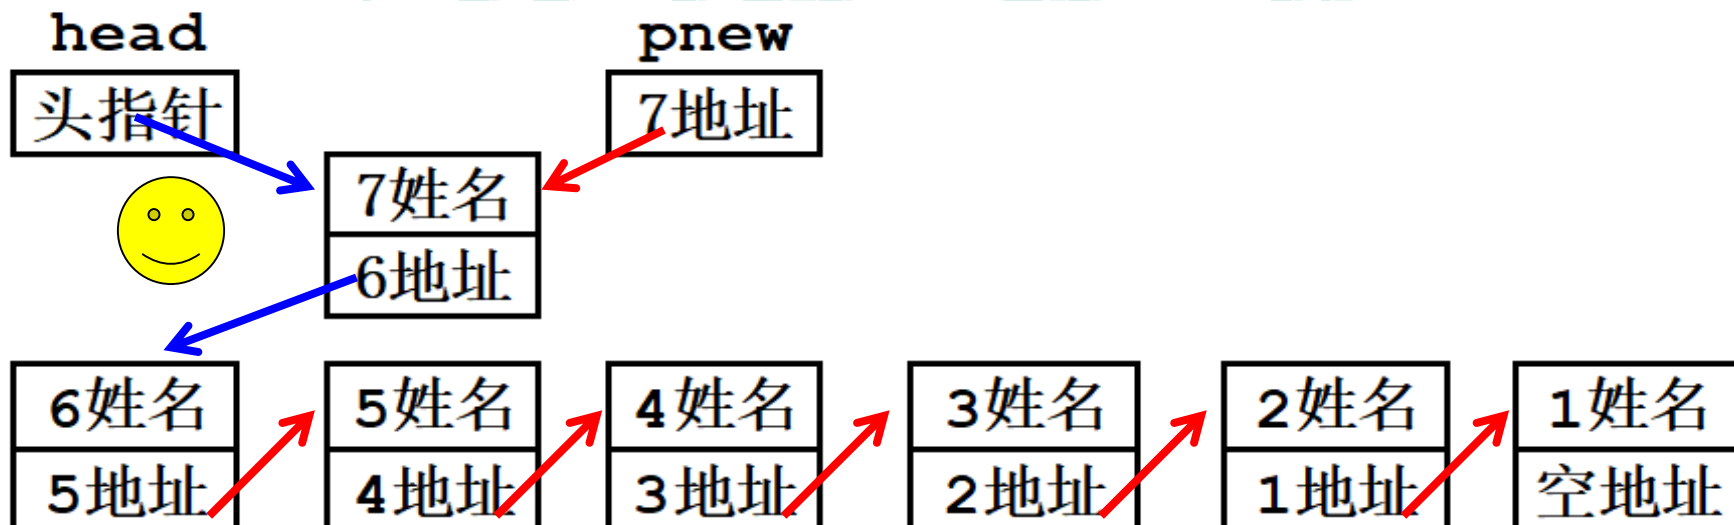 head pnew
头指针 7地址
7姓名
6地址
6姓名 5姓名 4姓名 3姓名 2姓名 1姓名
5地址 4地址 3地址 2地址 1地址 空地址